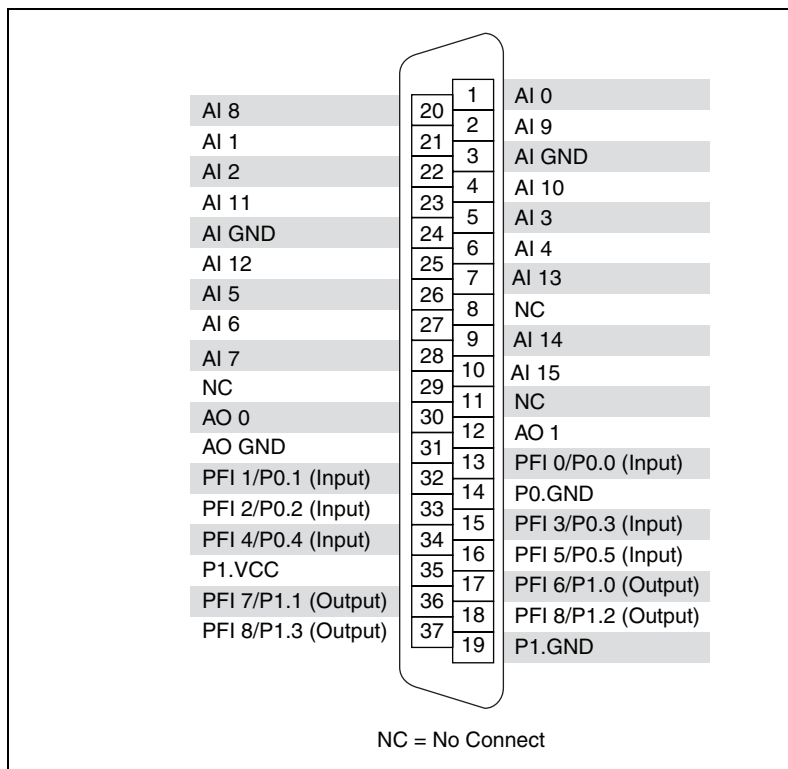 AI 8
AI 1
AI 2
AI 11
AI GND
AI 12
AI 5
AI 6
AI 7
NC
AO 0
AO GND
PFI 1/P0.1 (Input)
PFI 2/P0.2 (Input)
PFI 4/P0.4 (Input)
P1.VCC
PFI 7/P1.1 (Output)
PFI 8/P1.3 (Output)
20
21
22
23
24
25
26
27
28
29
30
31
32
33
34
35
36
37
1
2
3
4
5
6
7
8
9
10
11
12
13
14
15
16
17
18
19
AI 0
AI 9
AI GND
AI 10
AI 3
AI 4
AI 13
NC
AI 14
AI 15
NC
AO 1
PFI 0/P0.0 (Input)
P0.GND
PFI 3/P0.3 (Input)
PFI 5/P0.5 (Input)
PFI 6/P1.0 (Output)
PFI 8/P1.2 (Output)
P1.GND
NC = No Connect